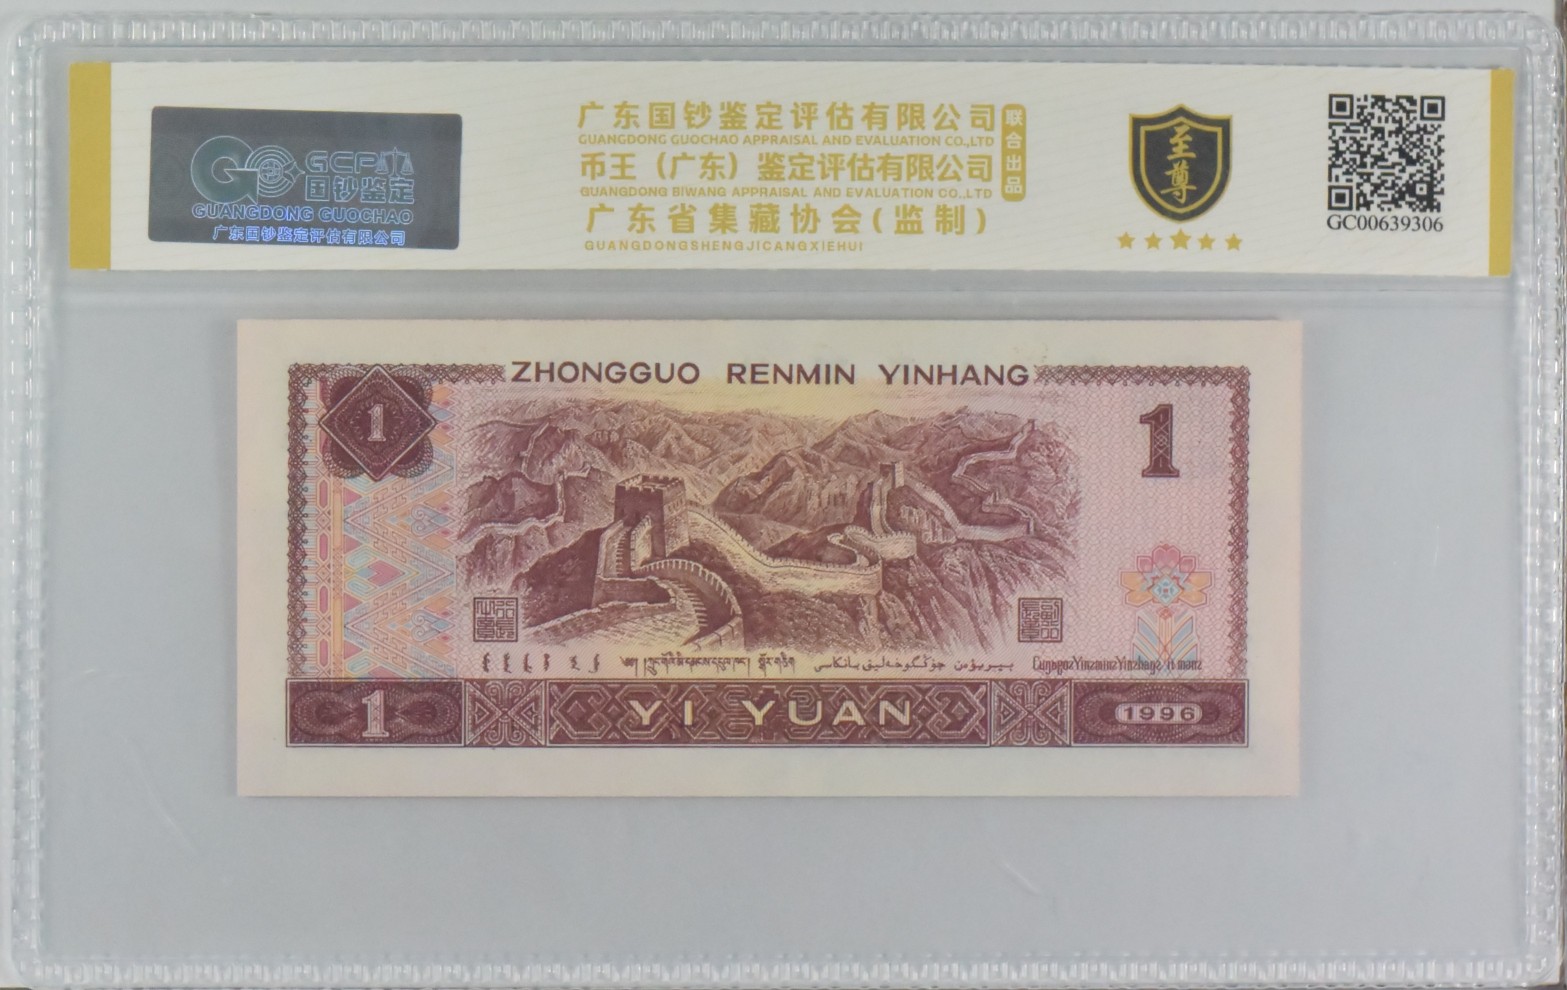 GCP
国钞鉴定
GUANGDONG GUOCHAO
广东国钞鉴定评估有限公司
广东国钞鉴定评估有限公司
GUANGDONG GUOCHAO APPRAISAL AND EVALUATION CO.,LTD
币王（广东）鉴定评估有限公司
GUANGDONG BIWANG APPRAISAL AND EVALUATION CO.,LTD
联合出品
广东省集藏协会(监制)
GUANGDONGSHENGJICANGXIEHUI
至尊
GC00639306
ZHONGGUO RENMIN YINHANG
1
1
1
YI YUAN
1996